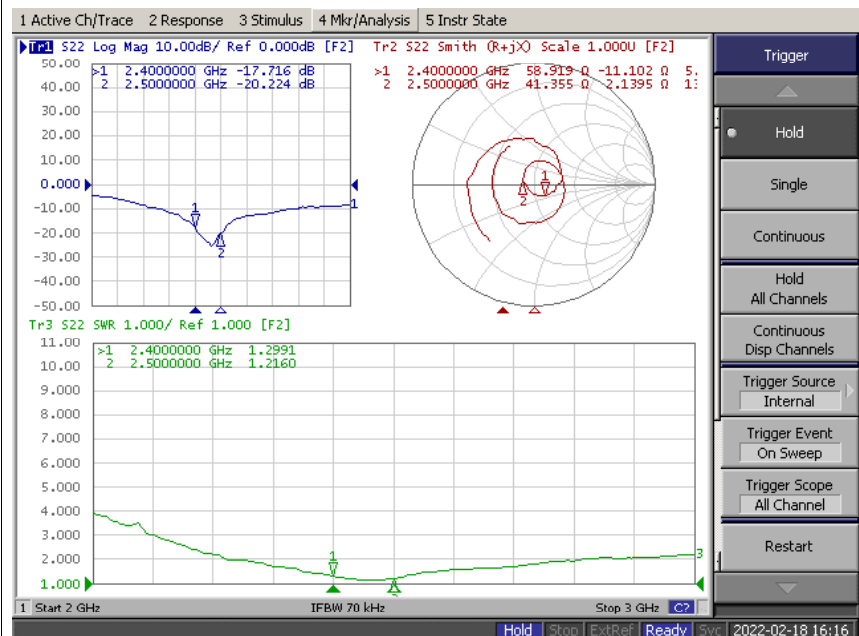 1 Active Ch/Trace 2 Response 3 Stimulus 4 Mkr/Analysis 5 Instr State
Tr1 S22 Log Mag 10.00dB/ Ref 0.000dB [F2]
50.00
>1 2.4000000 GHz -17.716 dB
2 2.5000000 GHz -20.224 dB
40.00
30.00
20.00
10.00
0.000
-10.00
-20.00
-30.00
-40.00
-50.00
1
2
1
Tr2 S22 Smith (R+jX) Scale 1.000U [F2]
>1 2.4000000 GHz 58.919 Ω -11.102 Ω 5.
2 2.5000000 GHz 41.355 Ω -2.1395 Ω
1
2
Tr3 S22 SWR 1.000/ Ref 1.000 [F2]
11.00
>1 2.4000000 GHz 1.2991
2 2.5000000 GHz 1.2160
10.00
9.000
8.000
7.000
6.000
5.000
4.000
3.000
2.000
1.000
1
3
1 Start 2 GHz IFBW 70 kHz Stop 3 GHz C?
Trigger
Hold
Single
Continuous
Hold
All Channels
Continuous
Disp Channels
Trigger Source
Internal
Trigger Event
On Sweep
Trigger Scope
All Channel
Restart
Hold Stop ExtRef Ready Svc 2022-02-18 16:16